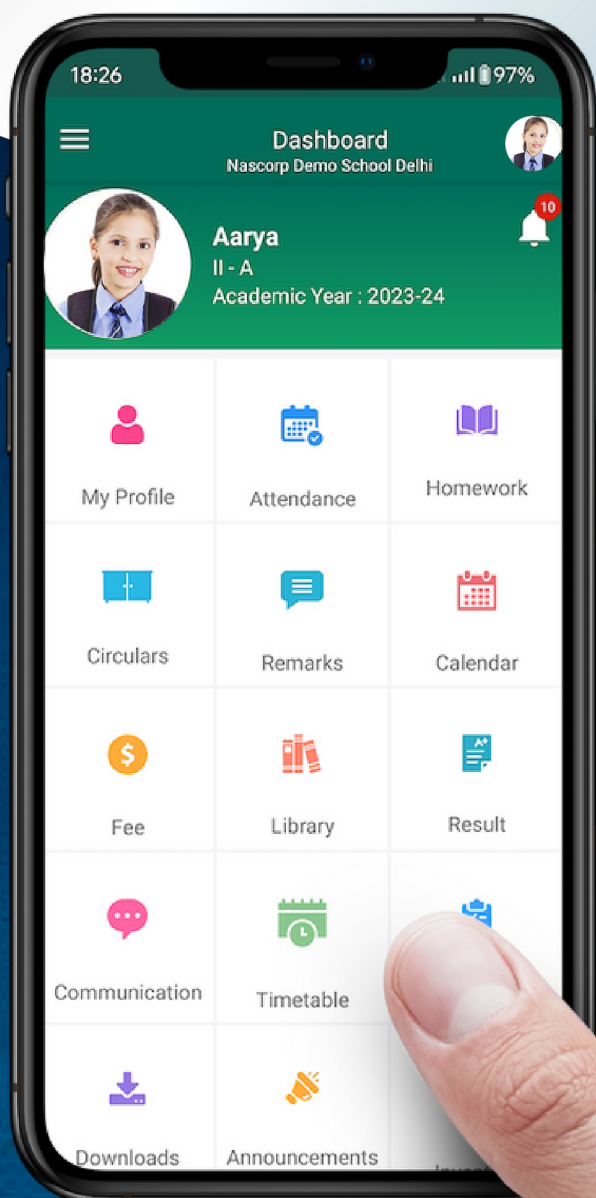 18:26
97%
Dashboard
Nascorp Demo School Delhi
10
Aarya
II - A
Academic Year : 2023-24
My Profile
Attendance
Homework
Circulars
Remarks
Calendar
$
A+
Fee
Library
Result
Communication
Timetable
Downloads
Announcements